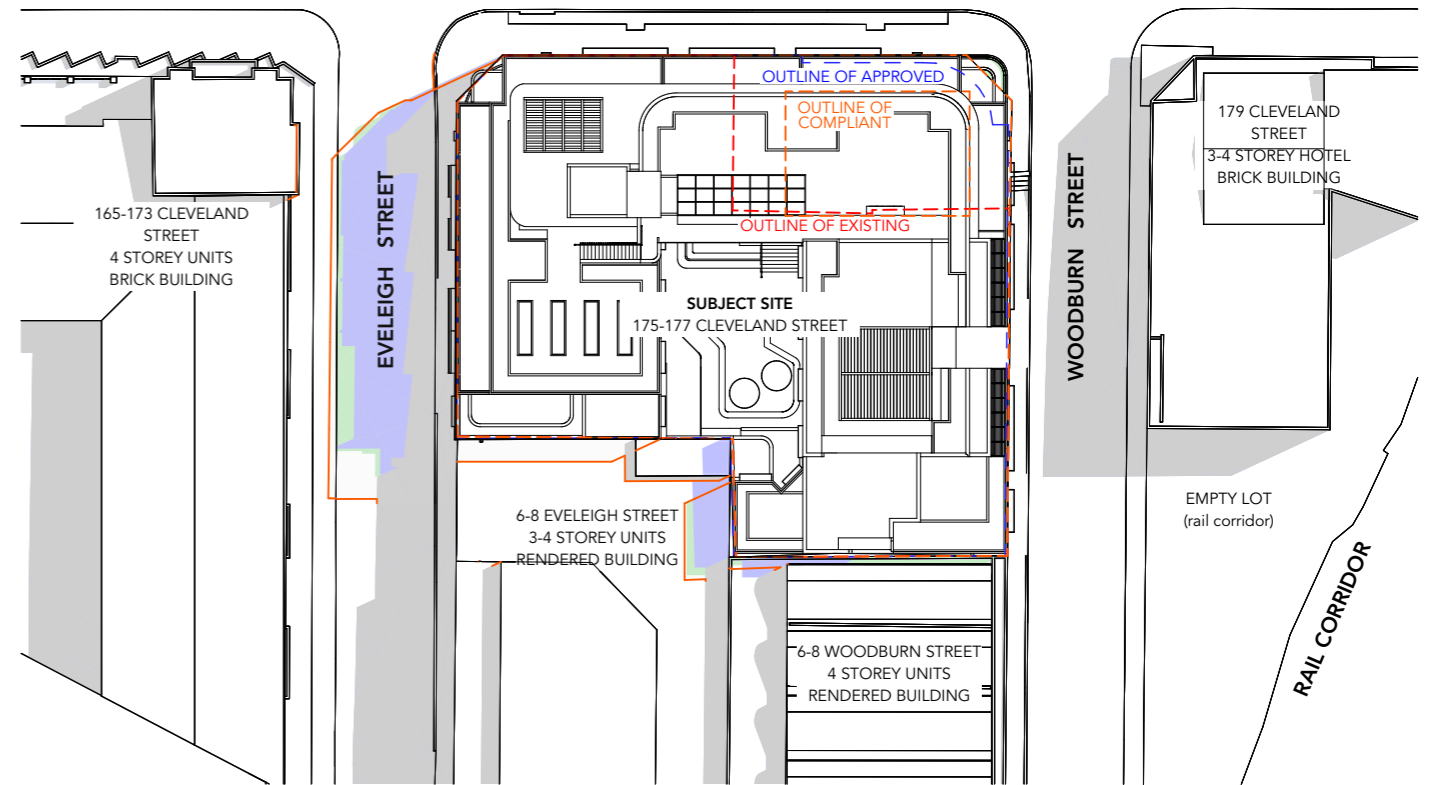 OUTLINE OF APPROVED
OUTLINE OF
COMPLIANT
OUTLINE OF EXISTING
179 CLEVELAND
STREET
3-4 STOREY HOTEL
BRICK BUILDING
165-173 CLEVELAND
STREET
4 STOREY UNITS
BRICK BUILDING
EVELEIGH STREET
WOODBURN STREET
SUBJECT SITE
175-177 CLEVELAND STREET
6-8 EVELEIGH STREET
3-4 STOREY UNITS
RENDERED BUILDING
EMPTY LOT
(rail corridor)
RAIL CORRIDOR
6-8 WOODBURN STREET
4 STOREY UNITS
RENDERED BUILDING